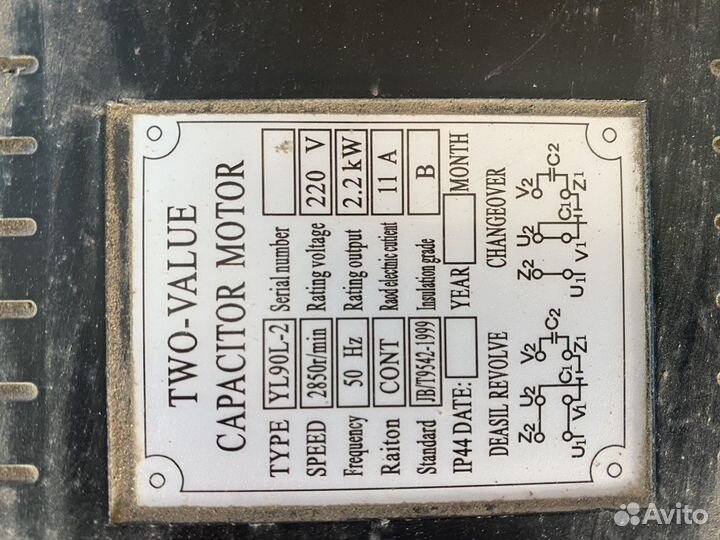 TWO-VALUE
CAPACITOR MOTOR
TYPE YL90L-2 Serial number
SPEED 2850r/min Rating voltage 220 V
Frequency 50 Hz Rating output 2.2 kW
Raiton CONT Raod electnic cutient 11 A
Standard JB/T9542-1999 Insulation grade B
IP44 DATE: YEAR MONTH
DEASIL REVOLVE CHANGEOVER
Z2 U2 V2 Z2 U2 V2
C2 C2
C1 C1
U1 V1 Z1 U1 V1 Z1
Avito